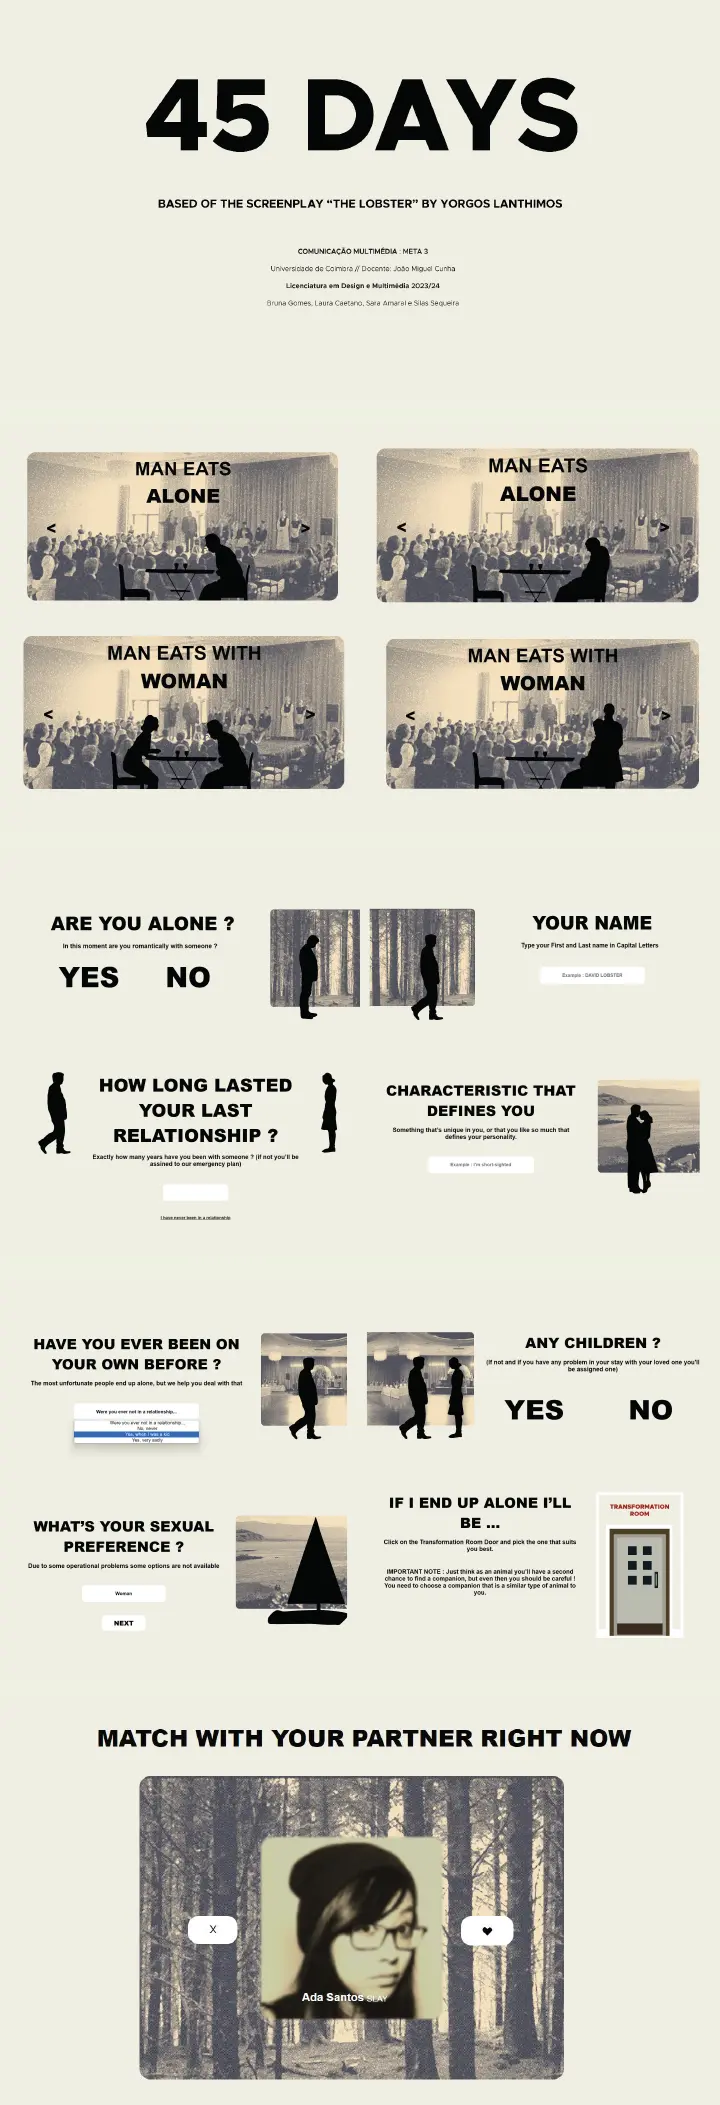 45 DAYS
BASED OF THE SCREENPLAY “THE LOBSTER” BY YORGOS LANTHIMOS
COMUNICAÇÃO MULTIMÉDIA : META 3
Universidade de Coimbra // Docente: João Miguel Cunha
Licenciatura em Design e Multimédia 2023/24
Bruna Gomes, Laura Caetano, Sara Amaral e Silas Sequeira
MAN EATS
ALONE
< >
MAN EATS
ALONE
< >
MAN EATS WITH
WOMAN
< >
MAN EATS WITH
WOMAN
< >
ARE YOU ALONE ?
In this moment are you romantically with someone ?
YES NO
YOUR NAME
Type your First and Last name in Capital Letters
Example : DAVID LOBSTER
HOW LONG LASTED
YOUR LAST
RELATIONSHIP ?
Exactly how many years have you been with someone ? (if not you'll be
assined to our emergency plan)
I have never been in a relationship
CHARACTERISTIC THAT
DEFINES YOU
Something that's unique in you, or that you like so much that
defines your personality.
Example : I'm short-sighted
HAVE YOU EVER BEEN ON
YOUR OWN BEFORE ?
The most unfortunate people end up alone, but we help you deal with that
Were you ever not in a relationship...
Were you ever not in a relationship...
No, never
Yes, when I was a kid
Yes, very sadly
ANY CHILDREN ?
(If not and if you have any problem in your stay with your loved one you'll
be assigned one)
YES NO
WHAT'S YOUR SEXUAL
PREFERENCE ?
Due to some operational problems some options are not available
Woman
NEXT
IF I END UP ALONE I'LL
BE ...
Click on the Transformation Room Door and pick the one that suits
you best.
IMPORTANT NOTE : Just think as an animal you'll have a second
chance to find a companion, but even then you should be careful !
You need to choose a companion that is a similar type of animal to
you.
TRANSFORMATION
ROOM
MATCH WITH YOUR PARTNER RIGHT NOW
X
Ada Santos SLAY